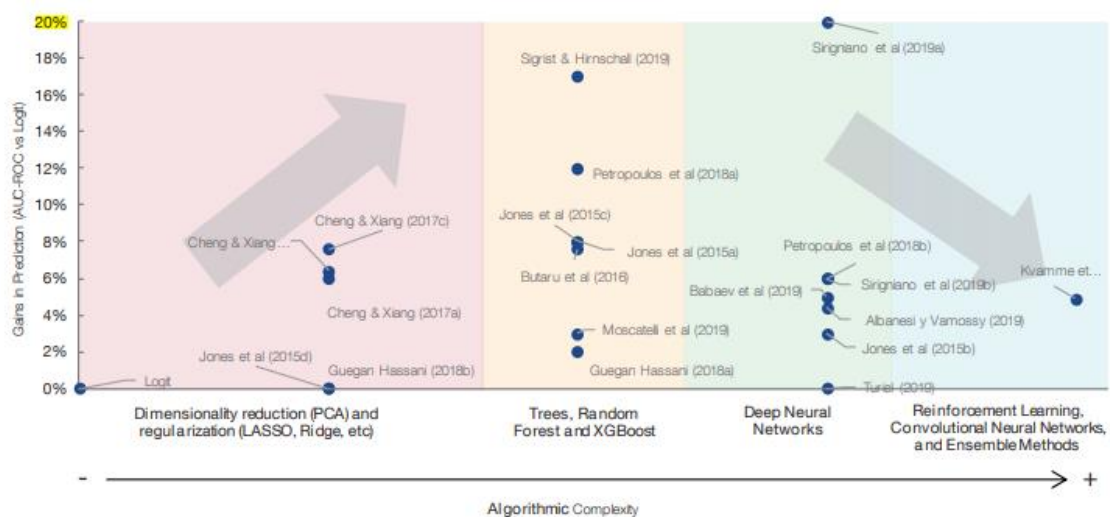 Gains in Prediction (AUC-ROC vs Logit)
20%
18%
16%
14%
12%
10%
8%
6%
4%
2%
0%
Sirignano et al (2019a)
Sigrist & Hirnschall (2019)
Petropoulos et al (2018a)
Jones et al (2015c)
Cheng & Xiang (2017c)
Cheng & Xiang ...
Jones et al (2015a)
Petropoulos et al (2018b)
Butaru et al (2016)
Kvamme et...
Babaev et al (2019)
Sirignano et al (2019b)
Cheng & Xiang (2017a)
Albanesi y Vamossy (2019)
Moscatelli et al (2019)
Jones et al (2015b)
Jones et al (2015d)
Guegan Hassani (2018b)
Guegan Hassani (2018a)
Logit
Turiel (2019)
Dimensionality reduction (PCA) and
regularization (LASSO, Ridge, etc)
Trees, Random
Forest and XGBoost
Deep Neural
Networks
Reinforcement Learning,
Convolutional Neural Networks,
and Ensemble Methods
- +
Algorithmic Complexity